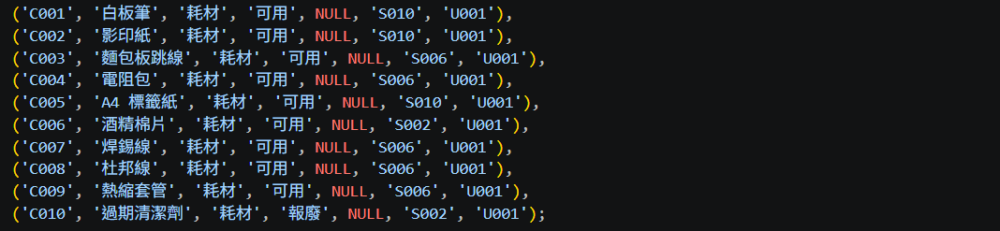 ('C001', '白板筆', '耗材', '可用', NULL, 'S010', 'U001'),
('C002', '影印紙', '耗材', '可用', NULL, 'S010', 'U001'),
('C003', '麵包板跳線', '耗材', '可用', NULL, 'S006', 'U001'),
('C004', '電阻包', '耗材', '可用', NULL, 'S006', 'U001'),
('C005', 'A4 標籤紙', '耗材', '可用', NULL, 'S010', 'U001'),
('C006', '酒精棉片', '耗材', '可用', NULL, 'S002', 'U001'),
('C007', '焊錫線', '耗材', '可用', NULL, 'S006', 'U001'),
('C008', '杜邦線', '耗材', '可用', NULL, 'S006', 'U001'),
('C009', '熱縮套管', '耗材', '可用', NULL, 'S006', 'U001'),
('C010', '過期清潔劑', '耗材', '報廢', NULL, 'S002', 'U001');